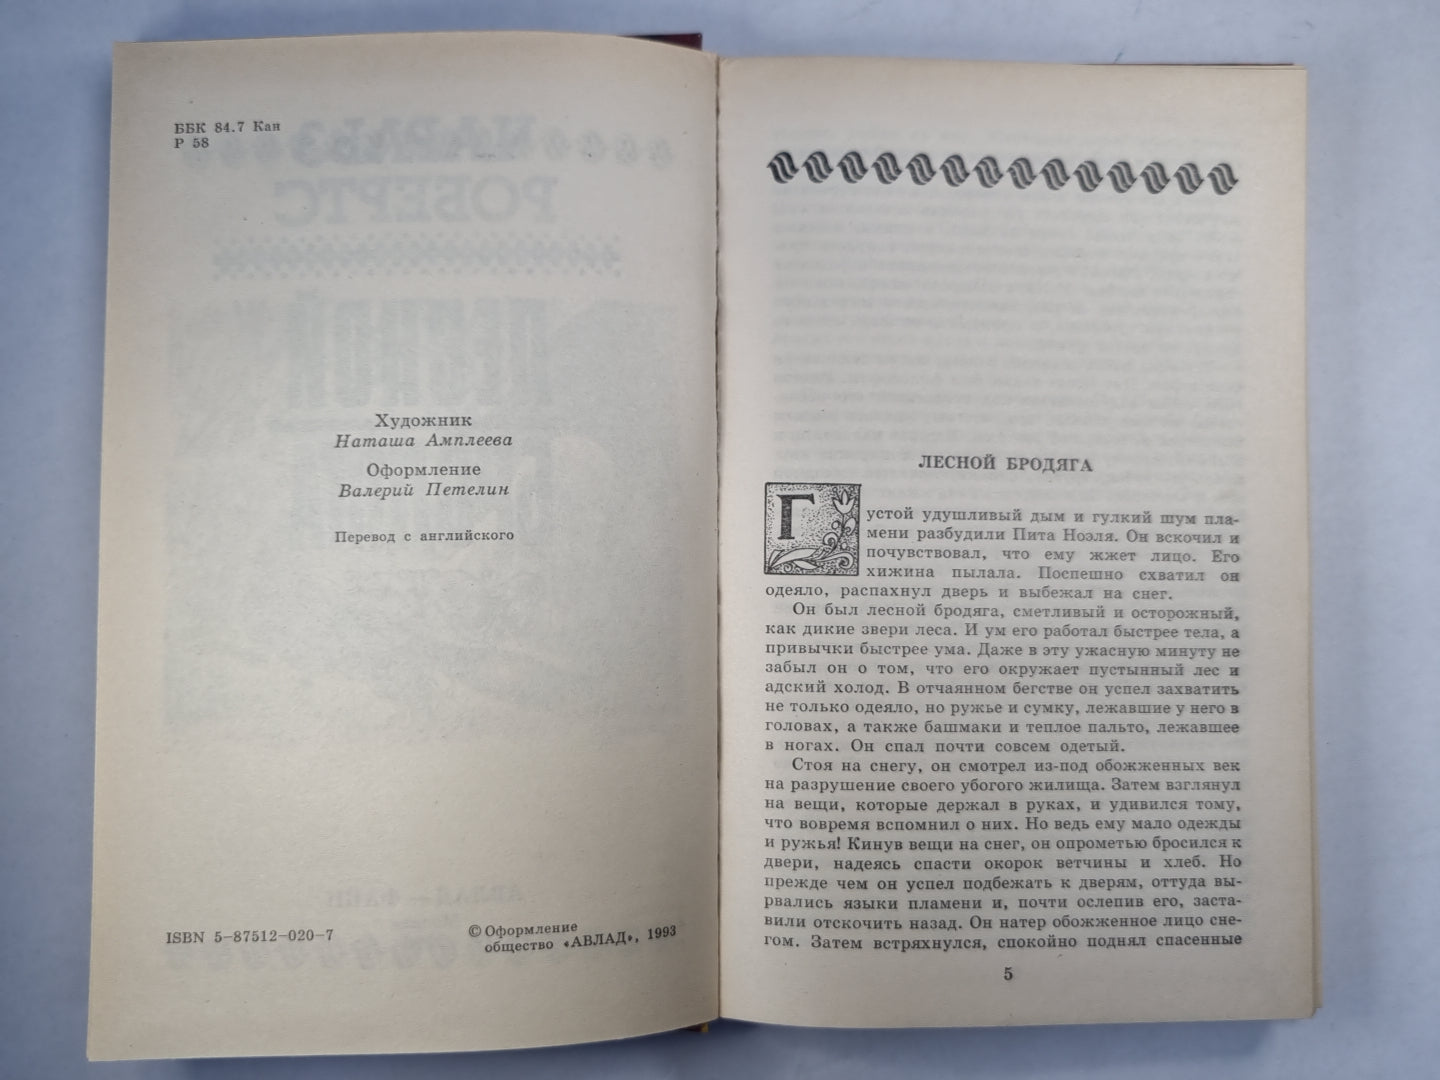 ББК 84.7 Кан
Р 58
Художник
Наташа Амплеева
Оформление
Валерий Петелин
Перевод с английского
ISBN 5–87512–020–7
© Оформление
общество «АВЛАД», 1993
ЛЕСНОЙ БРОДЯГА
Густой удушливый дым и гулкий шум пла-
мени разбудили Пита Ноэля. Он вскочил и
почувствовал, что ему жжет лицо. Его
хижина пылала. Поспешно схватил он
одеяло, распахнул дверь и выбежал на снег.
Он был лесной бродяга, сметливый и осторожный,
как дикие звери леса. И ум его работал быстрее тела, а
привычки быстрее ума. Даже в эту ужасную минуту не
забыл он о том, что его окружает пустынный лес и
адский холод. В отчаянном бегстве он успел захватить
не только одеяло, но ружье и сумку, лежавшие у него в
головах, а также башмаки и теплое пальто, лежавшее
в ногах. Он спал почти совсем одетый.
Стоя на снегу, он смотрел из-под обожженных век
на разрушение своего убогого жилища. Затем взглянул
на вещи, которые держал в руках, и удивился тому,
что вовремя вспомнил о них. Но ведь ему мало одежды
и ружья! Кинув вещи на снег, он опрометью бросился к
двери, надеясь спасти окорок ветчины и хлеб. Но
прежде чем он успел подбежать к дверям, оттуда вы-
рвались языки пламени и, почти ослепив его, заста-
вили отскочить назад. Он натер обожженное лицо сне-
гом. Затем встряхнулся, спокойно поднял спасенные
5